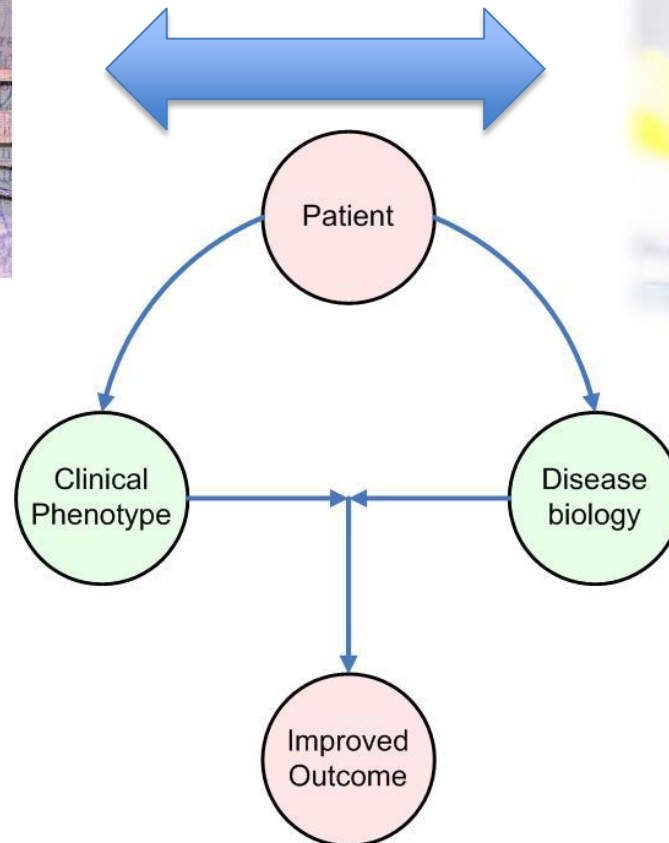 Patient
Clinical
Phenotype
Disease
biology
Improved
Outcome